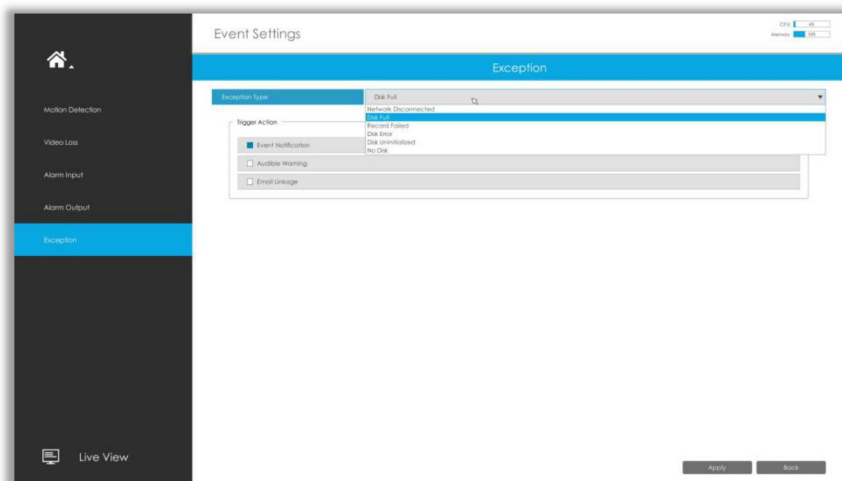 Event Settings
CPU
Memory
Exception
Motion Detection
Video Loss
Alarm Input
Alarm Output
Exception
Exception Type
Disk Full
Network Disconnected
Disk Full
Record Failed
Disk Error
Disk Uninitialized
No Disk
Trigger Action
Event Notification
Audible Warning
Email Linkage
Live View
Apply
Back